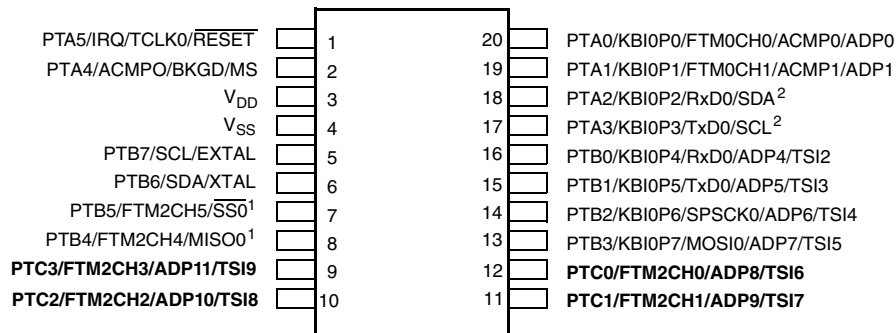 PTA5/IRQ/TCLK0/RESET 1 20 PTA0/KBI0P0/FTM0CH0/ACMP0/ADP0
PTA4/ACMPO/BKGD/MS 2 19 PTA1/KBI0P1/FTM0CH1/ACMP1/ADP1
VDD 3 18 PTA2/KBI0P2/RxD0/SDA2
VSS 4 17 PTA3/KBI0P3/TxD0/SCL2
PTB7/SCL/EXTAL 5 16 PTB0/KBI0P4/RxD0/ADP4/TSI2
PTB6/SDA/XTAL 6 15 PTB1/KBI0P5/TxD0/ADP5/TSI3
PTB5/FTM2CH5/SS01 7 14 PTB2/KBI0P6/SPSCK0/ADP6/TSI4
PTB4/FTM2CH4/MISO01 8 13 PTB3/KBI0P7/MOSI0/ADP7/TSI5
PTC3/FTM2CH3/ADP11/TSI9 9 12 PTC0/FTM2CH0/ADP8/TSI6
PTC2/FTM2CH2/ADP10/TSI8 10 11 PTC1/FTM2CH1/ADP9/TSI7